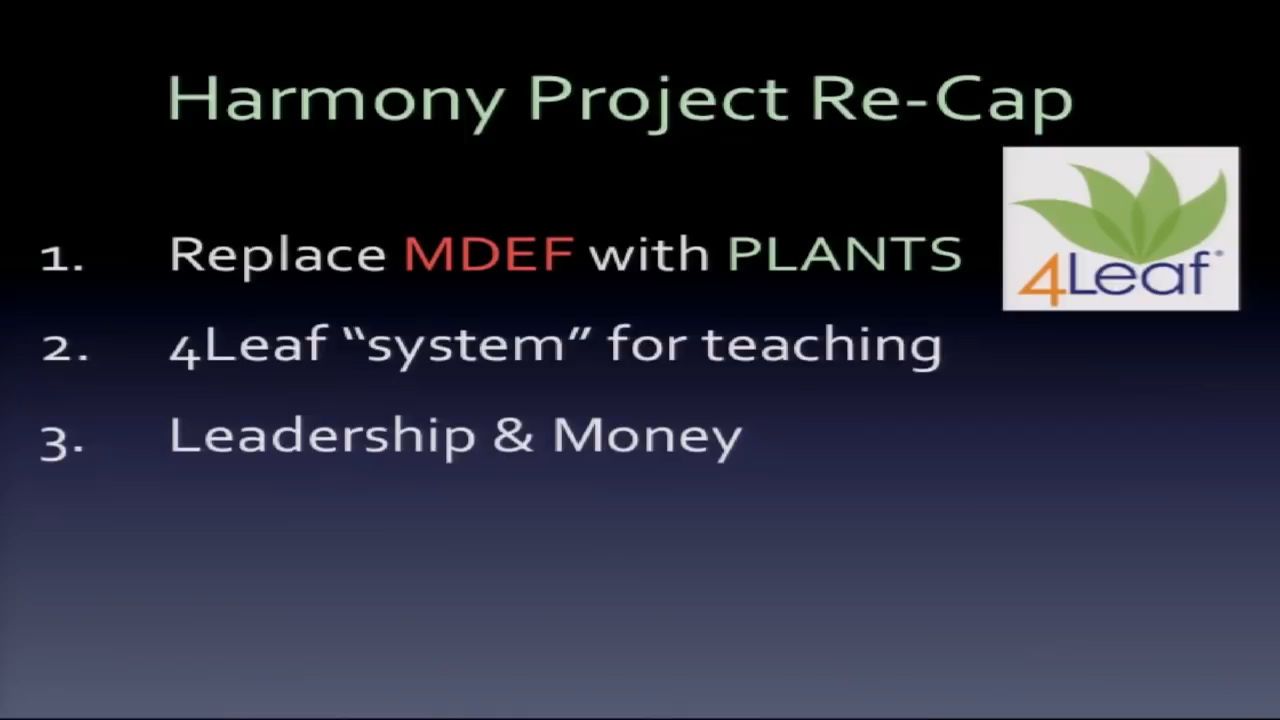 Harmony Project Re-Cap
1. Replace MDEF with PLANTS
4Leaf®
2. 4Leaf “system” for teaching
3. Leadership & Money